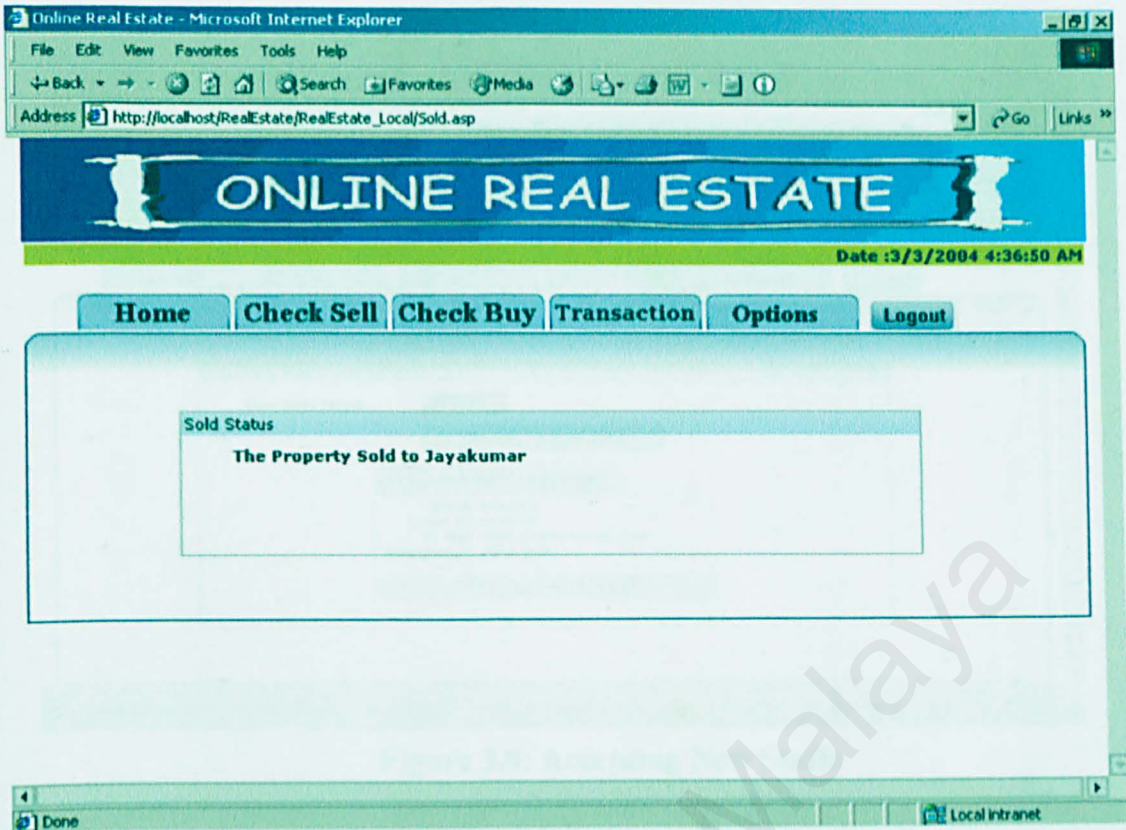 Online Real Estate - Microsoft Internet Explorer
File Edit View Favorites Tools Help
Back Search Favorites Media
Address http://localhost/RealEstate/RealEstate_Local/Sold.asp Go Links »
ONLINE REAL ESTATE
Date :3/3/2004 4:36:50 AM
Home Check Sell Check Buy Transaction Options Logout
Sold Status
The Property Sold to Jayakumar
Malaya
Done Local intranet